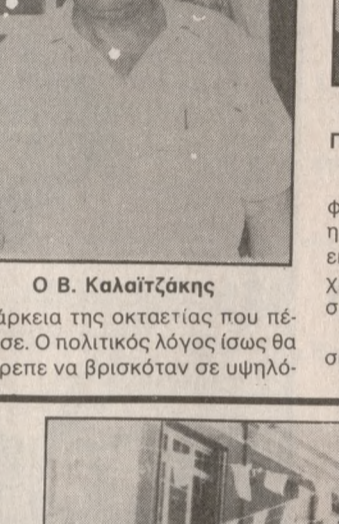 Ο Β. Καλαϊτζάκης
άρκεια της οκταετίας που πέ-
σε. Ο πολιτικός λόγος ίσως θα
ρεπε να βρισκόταν σε υψηλό-